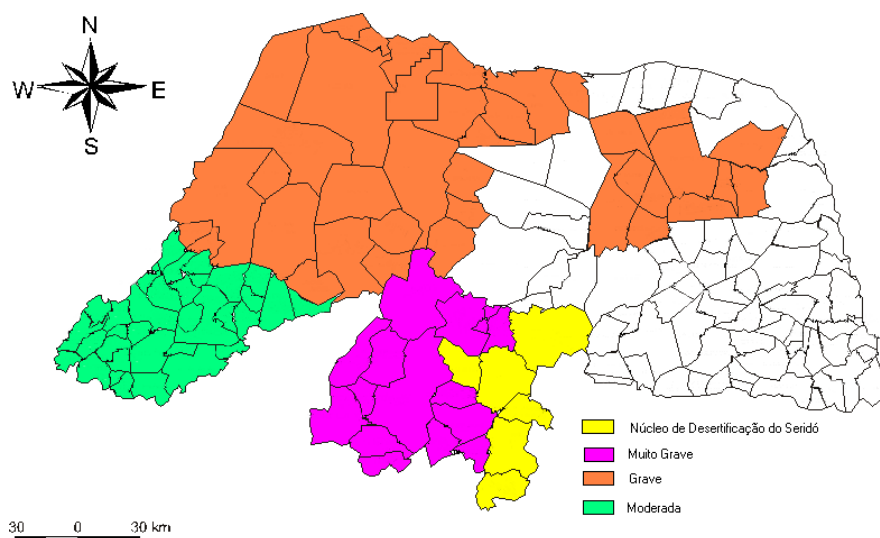 N
W E
S
Núcleo de Desertificação do Seridó
Muito Grave
Grave
Moderada
30 0 30 km